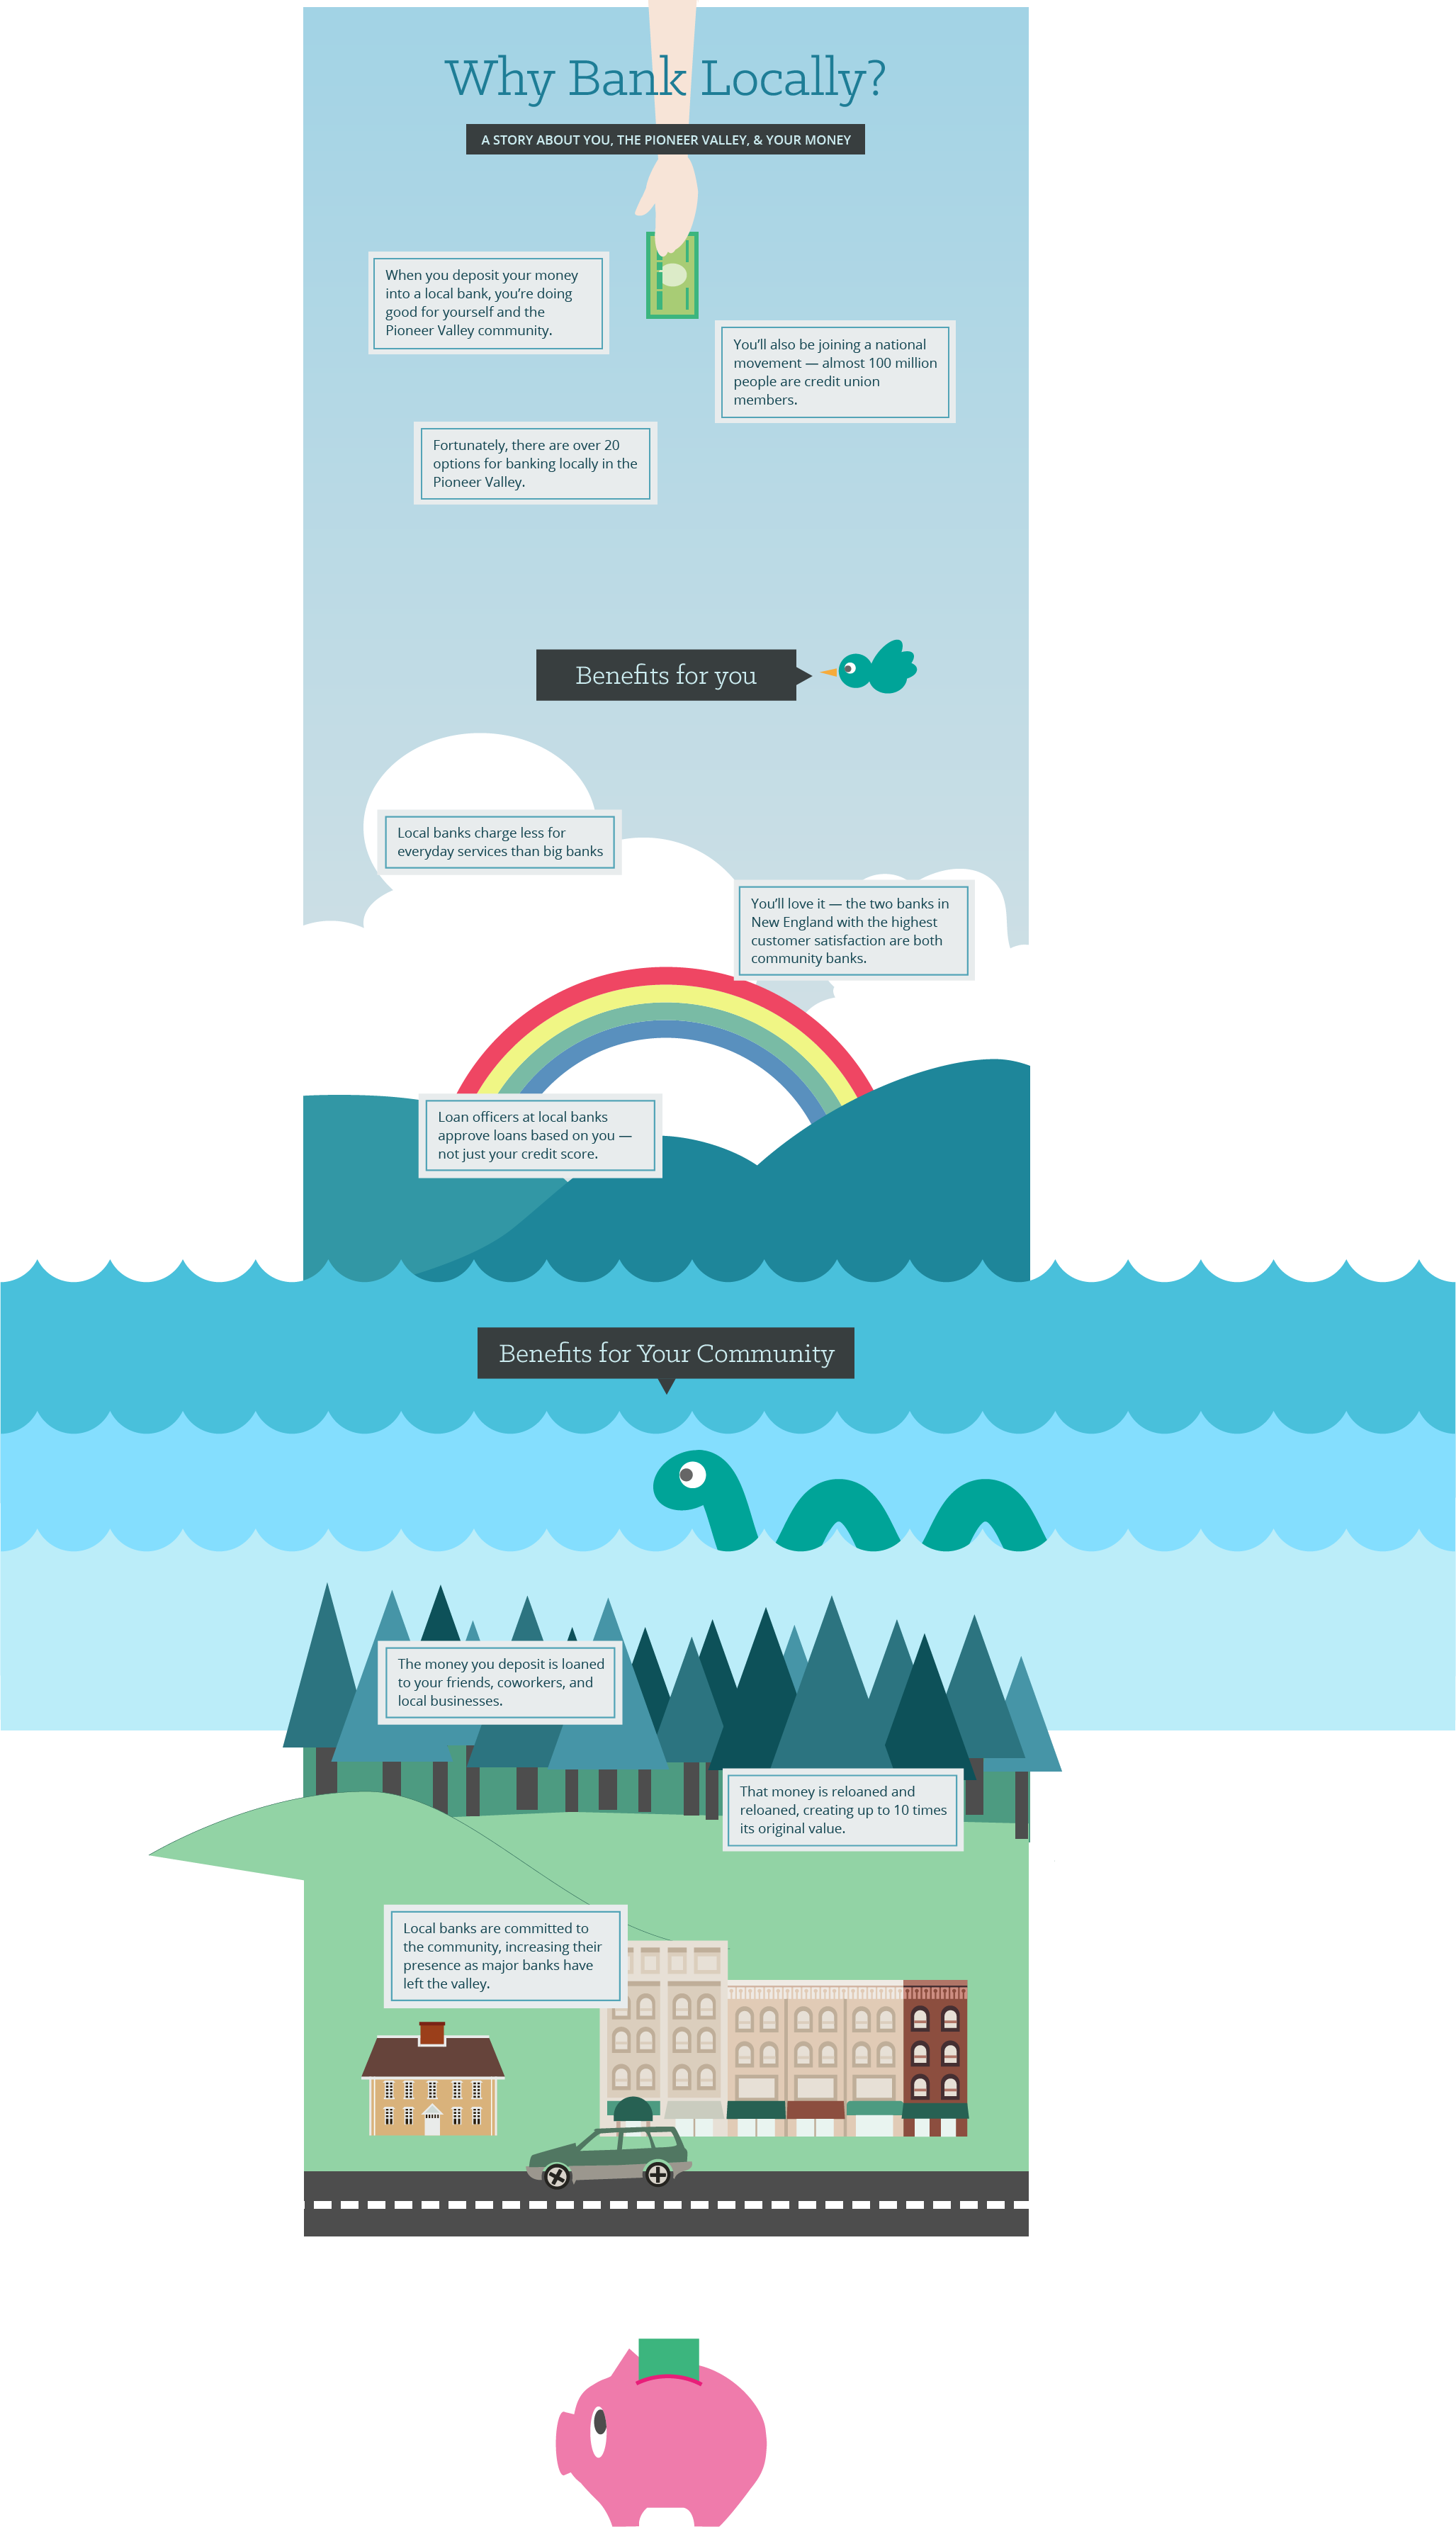 Why Bank Locally?
A STORY ABOUT YOU, THE PIONEER VALLEY, & YOUR MONEY
When you deposit your money
into a local bank, you’re doing
good for yourself and the
Pioneer Valley community.
You’ll also be joining a national
movement — almost 100 million
people are credit union
members.
Fortunately, there are over 20
options for banking locally in the
Pioneer Valley.
Benefits for you
Local banks charge less for
everyday services than big banks
You’ll love it — the two banks in
New England with the highest
customer satisfaction are both
community banks.
Loan officers at local banks
approve loans based on you —
not just your credit score.
Benefits for Your Community
The money you deposit is loaned
to your friends, coworkers, and
local businesses.
That money is reloaned and
reloaned, creating up to 10 times
its original value.
Local banks are committed to
the community, increasing their
presence as major banks have
left the valley.